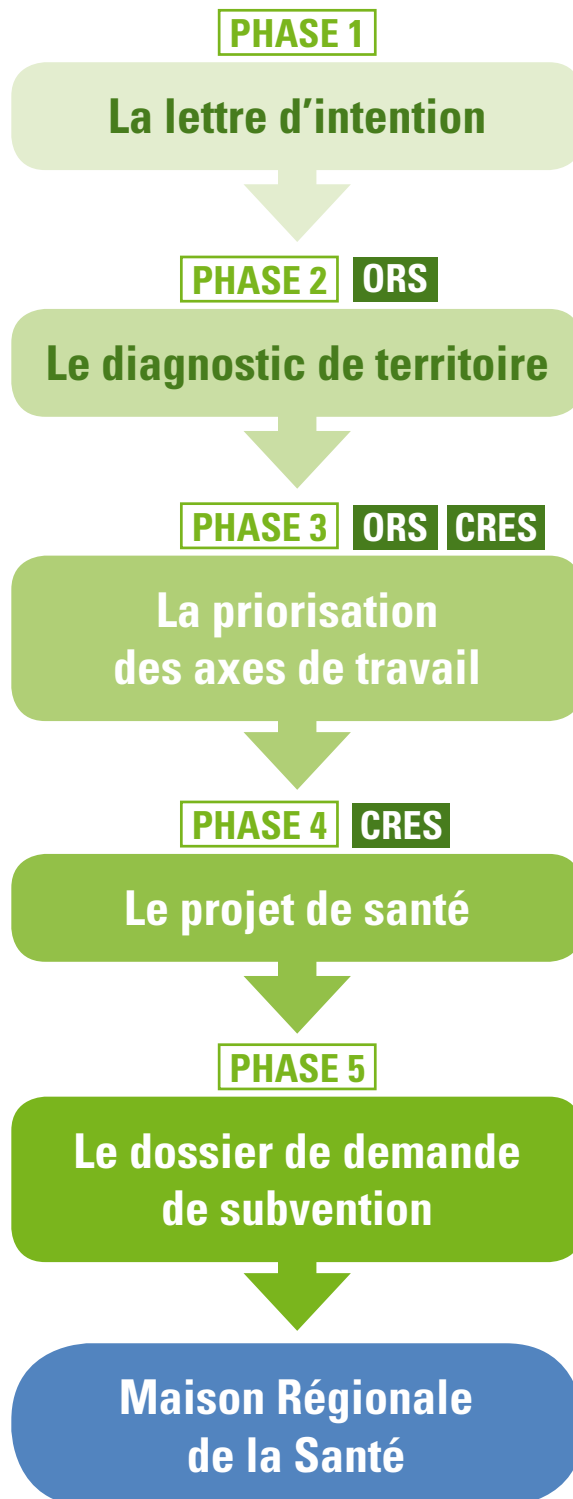 PHASE 1
La lettre d’intention
PHASE 2 ORS
Le diagnostic de territoire
PHASE 3 ORS CRES
La priorisation
des axes de travail
PHASE 4 CRES
Le projet de santé
PHASE 5
Le dossier de demande
de subvention
Maison Régionale
de la Santé